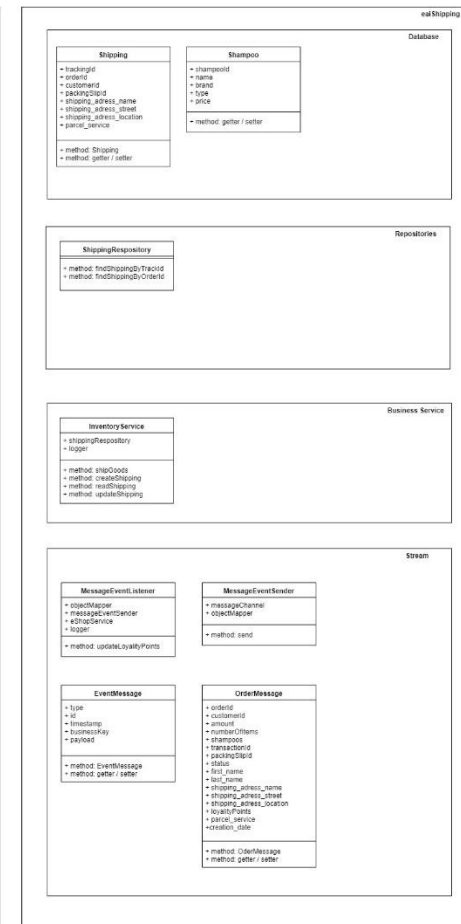 eaiShipping
Database
Shipping
+ trackingId
+ orderId
+ customerId
+ packingSlipId
+ shipping_adress_name
+ shipping_adress_street
+ shipping_adress_location
+ parcel_service
+ method: Shipping
+ method: getter / setter
Shampoo
+ shampooId
+ name
+ brand
+ type
+ price
+ method: getter / setter
Repositories
ShippingRespository
+ method: findShippingByTrackId
+ method: findShippingByOrderId
Business Service
InventoryService
+ shippingRespository
+ logger
+ method: shipGoods
+ method: createShipping
+ method: readShipping
+ method: updateShipping
Stream
MessageEventListener
+ objectMapper
+ messageEventSender
+ eShopService
+ logger
+ method: updateLoyalityPoints
MessageEventSender
+ messageChannel
+ objectMapper
+ method: send
EventMessage
+ type
+ id
+ timestamp
+ businessKey
+ payload
+ method: EventMessage
+ method: getter / setter
OrderMessage
+ orderId
+ customerId
+ amount
+ numberOfItems
+ shampoos
+ transactionId
+ packingSlipId
+ status
+ first_name
+ last_name
+ shipping_adress_name
+ shipping_adress_street
+ shipping_adress_location
+ loyalityPoints
+ parcel_service
+creation_date
+ method: OderMessage
+ method: getter / setter